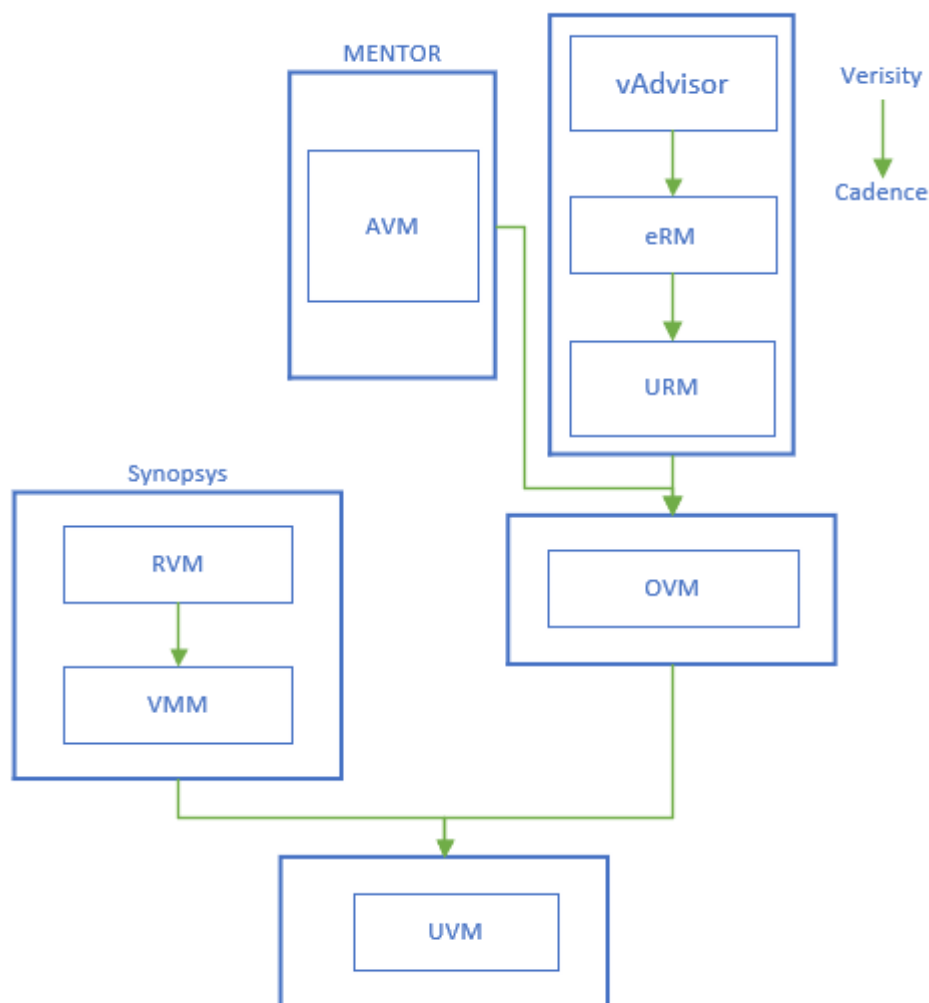 MENTOR
vAdvisor
Verisity
Cadence
AVM
eRM
URM
Synopsys
RVM
OVM
VMM
UVM